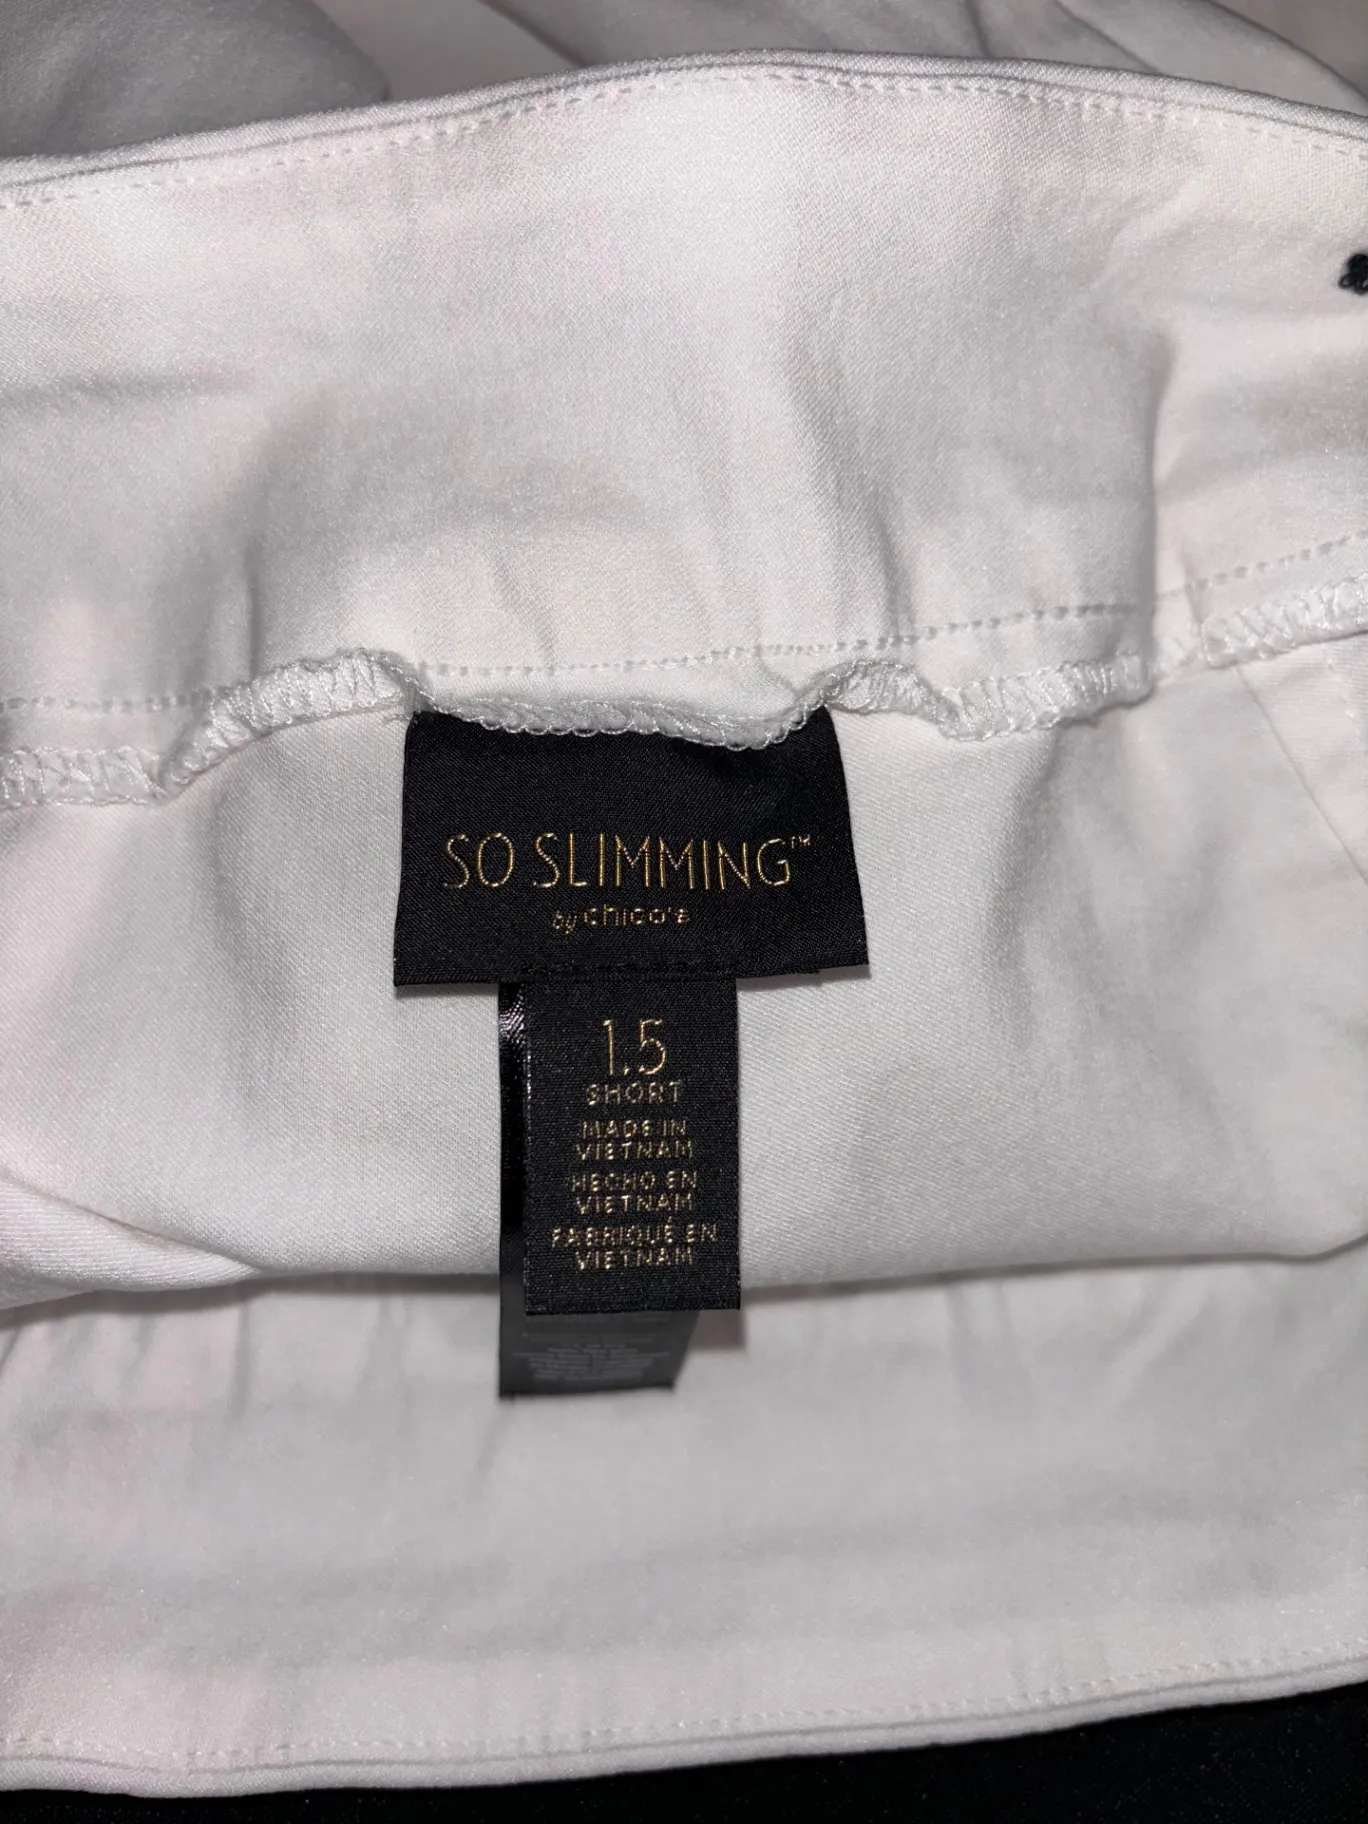 SO SLIMMING™
by chico's
1.5
SHORT
MADE IN
VIETNAM
HECHO EN
VIETNAM
FABRIQUÉ EN
VIETNAM